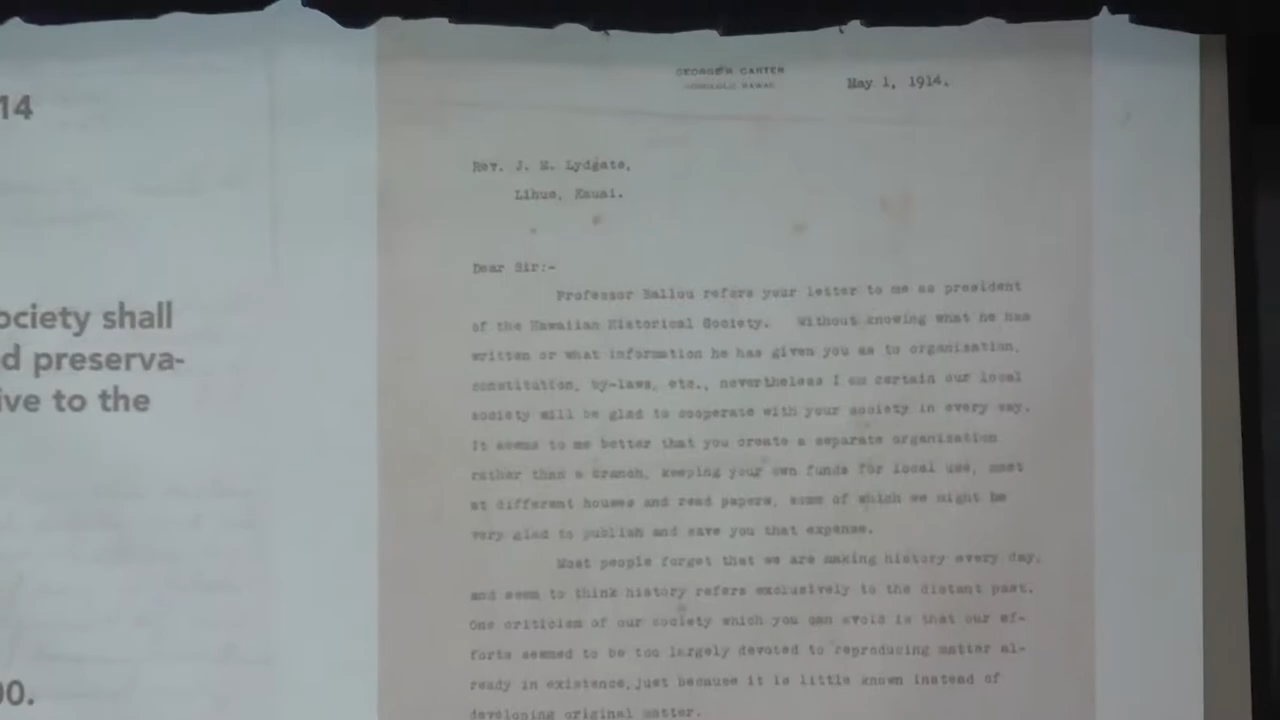 14
ociety shall
d preserva-
ive to the
00.
GEORGE R. CARTER
HONOLULU, HAWAII
May 1, 1914.
Rev. J. M. Lydgate,
Lihue, Kauai.
Dear Sir:-
Professor Ballou refers your letter to me as president
of the Hawaiian Historical Society. Without knowing what he has
written or what information he has given you as to organization,
constitution, by-laws, etc., nevertheless I am certain our local
society will be glad to cooperate with your society in every way.
It seems to me better that you create a separate organization
rather than a branch, keeping your own funds for local use, meet
at different houses and read papers, some of which we might be
very glad to publish and save you that expense.
Most people forget that we are making history every day,
and seem to think history refers exclusively to the distant past.
One criticism of our society which you can avoid is that our ef-
forts seemed to be too largely devoted to reproducing matter al-
ready in existence, just because it is little known instead of
developing original matter.